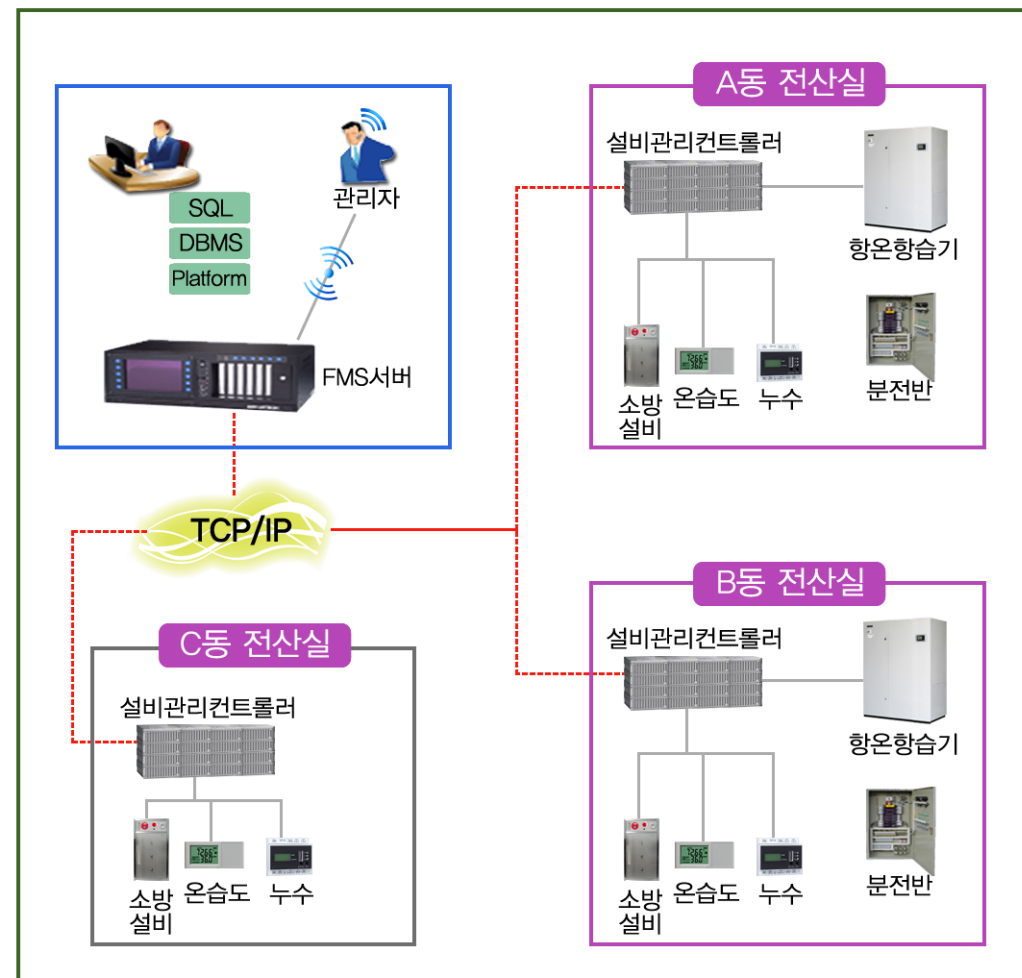 관리자
SQL
DBMS
Platform
FMS서버
TCP/IP
A동 전산실
설비관리컨트롤러
항온항습기
소방
설비
온습도
누수
분전반
B동 전산실
설비관리컨트롤러
항온항습기
소방
설비
온습도
누수
분전반
C동 전산실
설비관리컨트롤러
소방
설비
온습도
누수